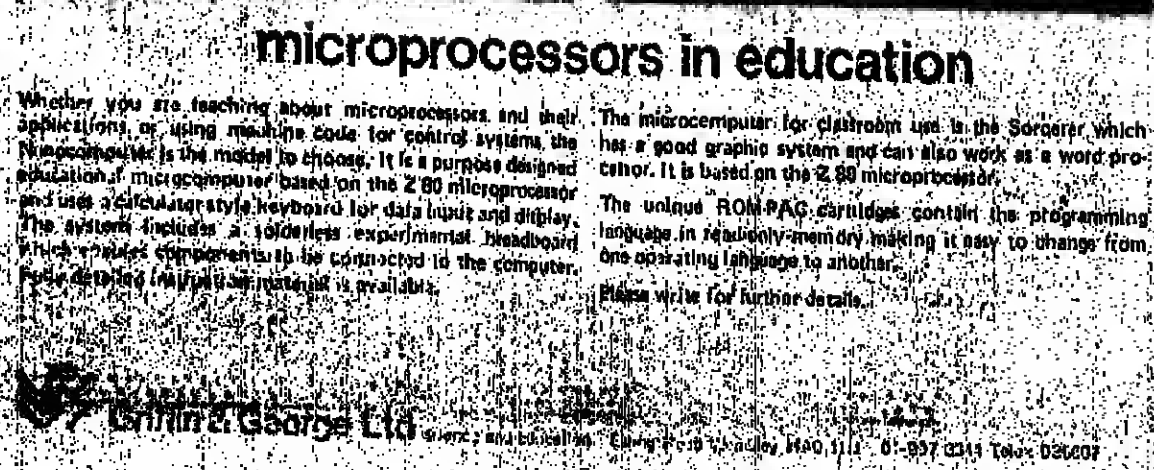 microprocessors in education
Whether you are teaching about microprocessors and their
applications, or using machine code for control systems the
Nanocomputer is the model to choose. It is a purpose designed
educational microcomputer based on the Z 80 microprocessor
and uses a calculator style keyboard for data input and display.
The system includes a solderless experimental breadboard
which enables components to be connected to the computer.
Fully detailed instruction material is available.
The microcomputer for classroom use is the Sorcerer which
has a good graphic system and can also work as a word pro-
cessor. It is based on the Z 80 microprocessor.
The unique ROM-PAC cartridges contain the programming
language in read-only-memory making it easy to change from
one operating language to another.
Please write for further details.
Griffin & George Ltd